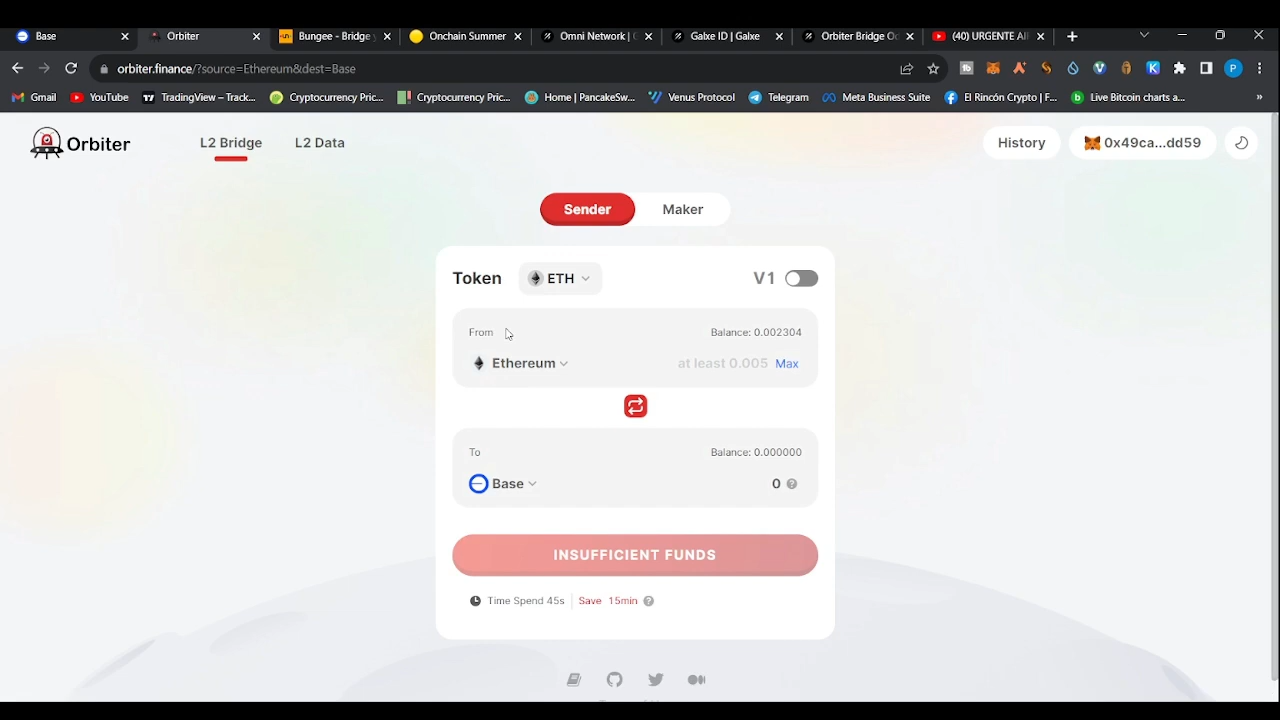 Base
Orbiter
Bungee - Bridge
Onchain Summer
Omni Network |
Galxe ID | Galxe
Orbiter Bridge O
(40) URGENTE
orbiter.finance/?source=Ethereum&dest=Base
Gmail
YouTube
TradingView – Track...
Cryptocurrency Pric...
Cryptocurrency Pric...
Home | PancakeSw...
Venus Protocol
Telegram
Meta Business Suite
El Rincón Crypto | F...
Live Bitcoin charts a...
Orbiter
L2 Bridge
L2 Data
History
0x49ca...dd59
Sender
Maker
Token
ETH
V1
From
Balance: 0.002304
Ethereum
at least 0.005 Max
To
Balance: 0.000000
Base
0
INSUFFICIENT FUNDS
Time Spend 45s
Save 15min